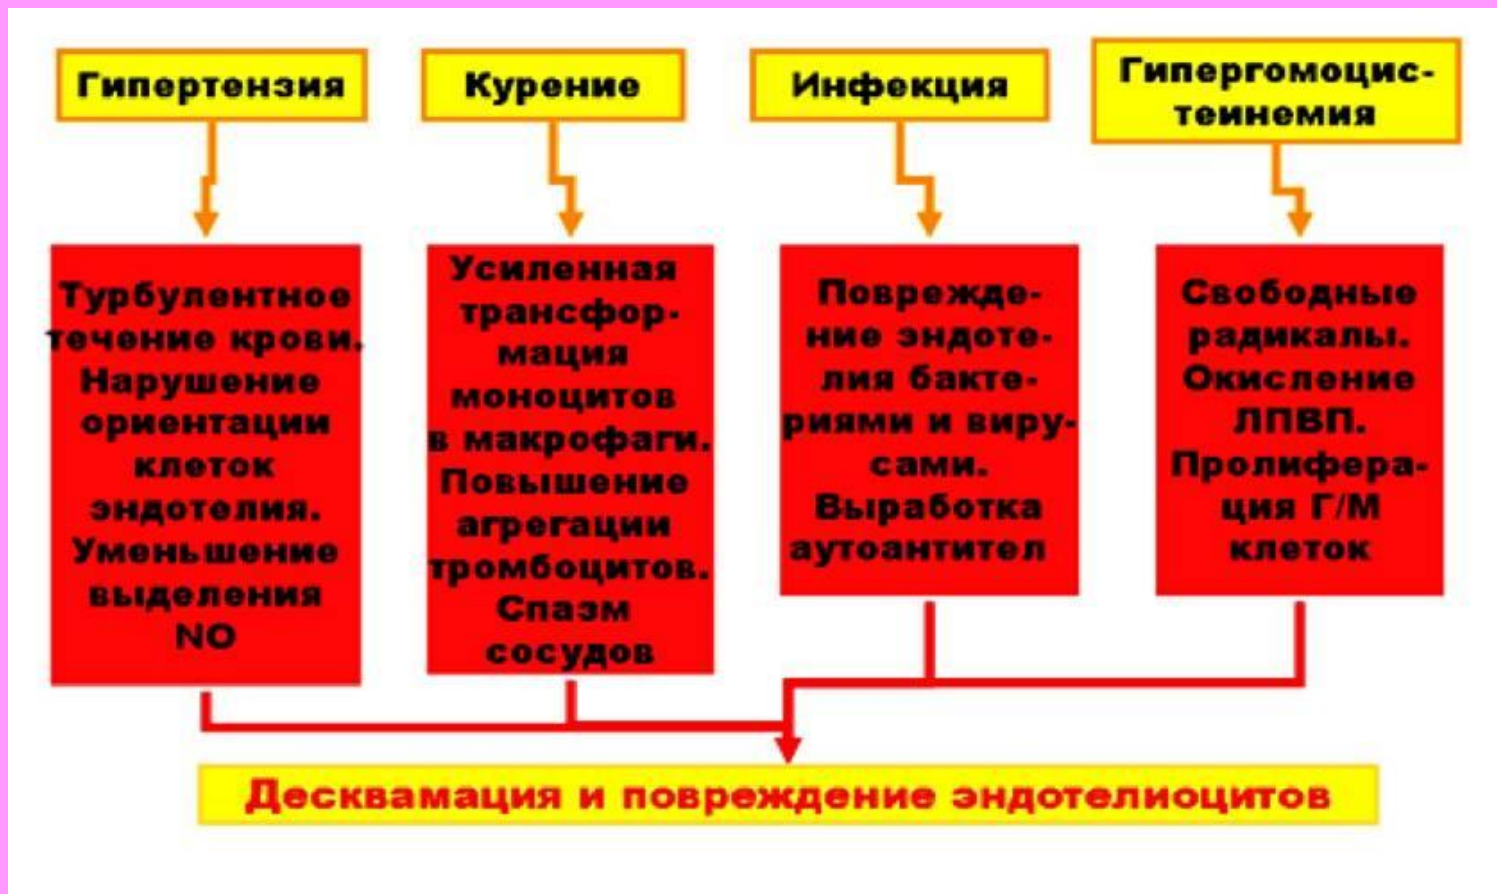 Гипертензия
Курение
Инфекция
Гипергомоцис-
теинемия
Турбулентное
течение крови.
Нарушение
ориентации
клеток
эндотелия.
Уменьшение
выделения
NO
Усиленная
трансфор-
мация
моноцитов
в макрофаги.
Повышение
агрегации
тромбоцитов.
Спазм
сосудов
Поврежде-
ние эндоте-
лия бакте-
риями и виру-
сами.
Выработка
аутоантител
Свободные
радикалы.
Окисление
ЛПВП.
Пролифера-
ция Г/М
клеток
Десквамация и повреждение эндотелиоцитов